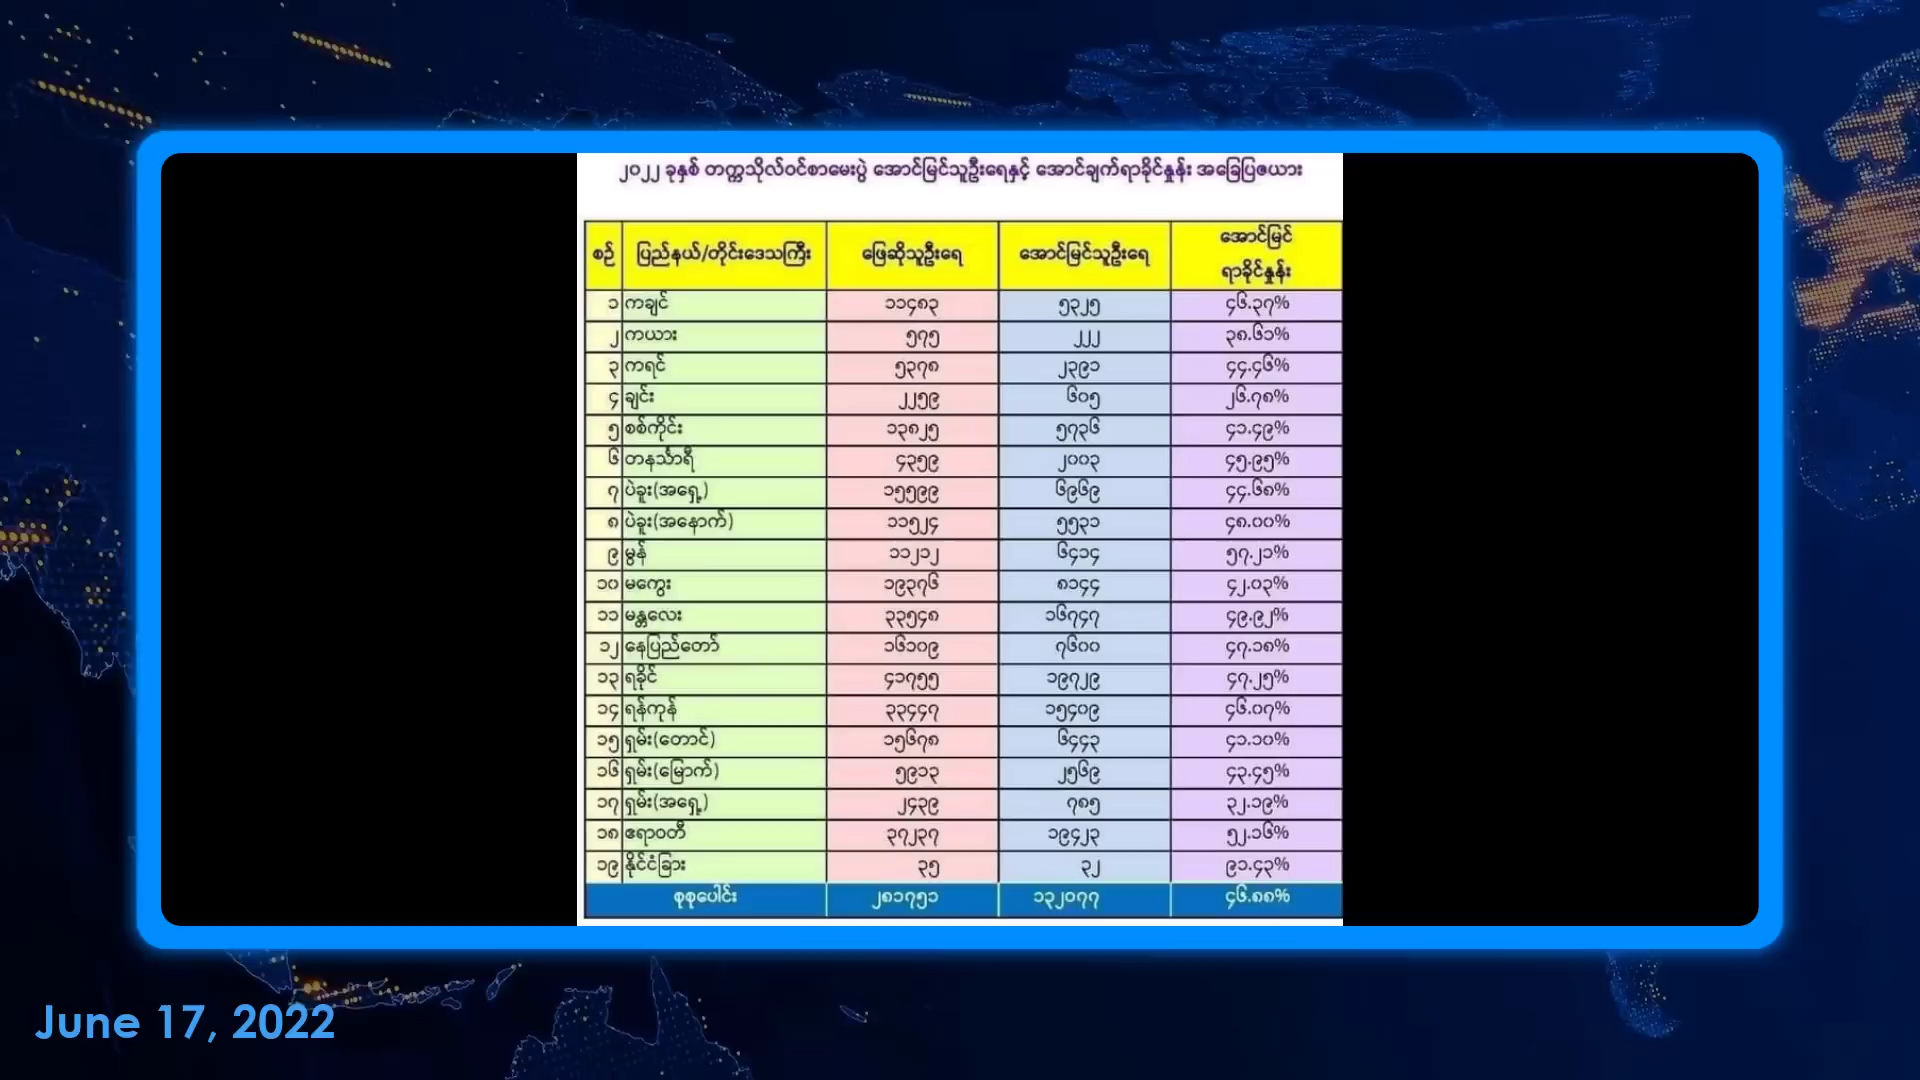 ၂၀၂၂ ခုနှစ် တက္ကသိုလ်ဝင်စာမေးပွဲ အောင်မြင်သူဦးရေနှင့် အောင်ချက်ရာခိုင်နှုန်း အခြေပြဇယား
စဉ် ပြည်နယ်/တိုင်းဒေသကြီး ဖြေဆိုသူဦးရေ အောင်မြင်သူဦးရေ အောင်မြင်
ရာခိုင်နှုန်း
၁ ကချင် ၁၁၄၈၃ ၅၃၂၅ ၄၆.၃၇%
၂ ကယား ၅၇၅ ၂၂၂ ၃၈.၆၁%
၃ ကရင် ၅၃၇၈ ၂၃၉၁ ၄၄.၄၆%
၄ ချင်း ၂၂၅၉ ၆၀၅ ၂၆.၇၈%
၅ စစ်ကိုင်း ၁၃၈၂၅ ၅၇၃၆ ၄၁.၄၉%
၆ တနင်္သာရီ ၄၃၅၉ ၂၀၀၃ ၄၅.၉၅%
၇ ပဲခူး(အရှေ့) ၁၅၅၉၉ ၆၉၆၉ ၄၄.၆၈%
၈ ပဲခူး(အနောက်) ၁၁၅၂၄ ၅၅၃၁ ၄၈.၀၀%
၉ မွန် ၁၁၂၁၂ ၆၄၁၄ ၅၇.၂၁%
၁၀ မကွေး ၁၉၃၇၆ ၈၁၄၄ ၄၂.၀၃%
၁၁ မန္တလေး ၃၃၅၄၈ ၁၆၇၄၇ ၄၉.၉၂%
၁၂ နေပြည်တော် ၁၆၁၀၉ ၇၆၀၀ ၄၇.၁၈%
၁၃ ရခိုင် ၄၁၇၅၅ ၁၉၇၂၉ ၄၇.၂၅%
၁၄ ရန်ကုန် ၃၃၄၄၇ ၁၅၄၀၉ ၄၆.၀၇%
၁၅ ရှမ်း(တောင်) ၁၅၆၇၈ ၆၄၄၃ ၄၁.၁၀%
၁၆ ရှမ်း(မြောက်) ၅၉၁၃ ၂၅၆၉ ၄၃.၄၅%
၁၇ ရှမ်း(အရှေ့) ၂၄၃၉ ၇၈၅ ၃၂.၁၉%
၁၈ ဧရာဝတီ ၃၇၂၃၇ ၁၉၄၂၃ ၅၂.၁၆%
၁၉ နိုင်ငံခြား ၃၅ ၃၂ ၉၁.၄၃%
စုစုပေါင်း ၂၈၁၇၅၁ ၁၃၂၀၇၇ ၄၆.၈၈%
June 17, 2022